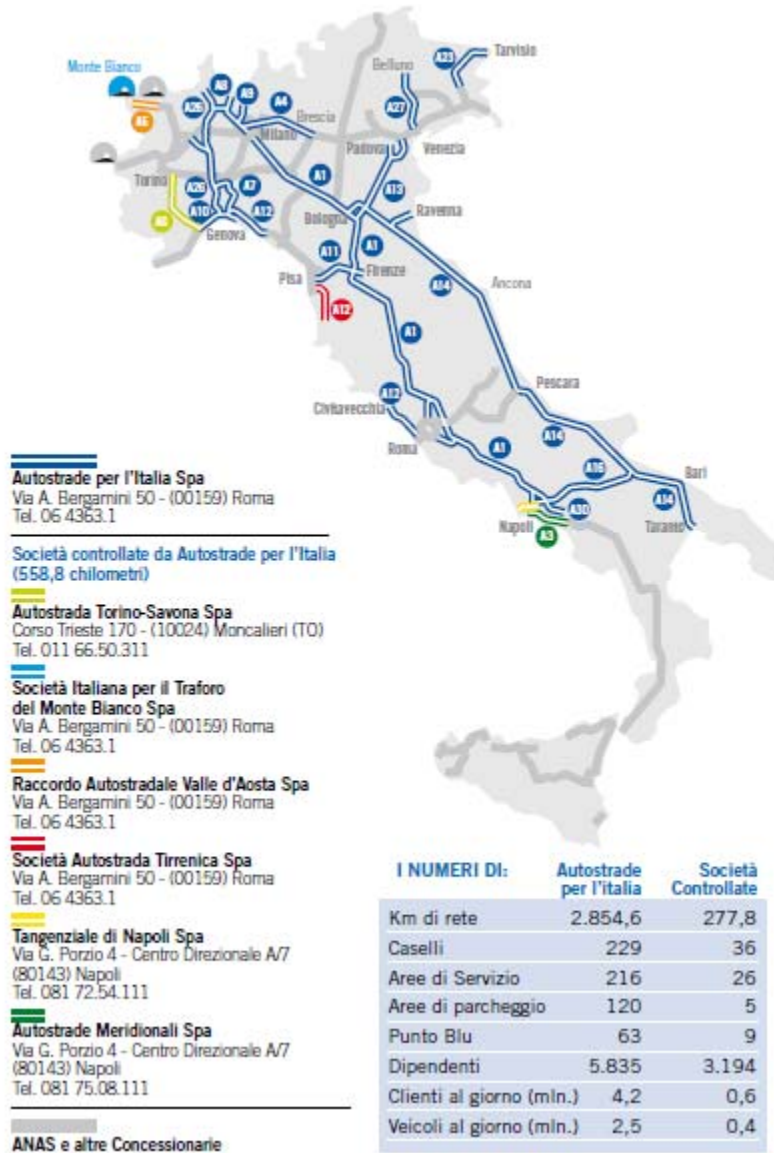 Monte Bianco
Belluno
Tarvisio
A23
A8
A9
A26
A4
A27
Brescia
Milano
Padova
Venezia
A5
Torino
A26
A7
A1
A13
A10
A12
Genova
Bologna
Ravenna
A6
A11
A1
Firenze
Pisa
A14
Ancona
A12
A1
A12
Civitavecchia
Pescara
Roma
A1
A14
A16
Bari
A14
Napoli
A30
A3
Taranto
Autostrade per l'Italia Spa
Via A. Bergamini 50 - (00159) Roma
Tel. 06 4363.1
Società controllate da Autostrade per l'Italia
(558,8 chilometri)
Autostrada Torino-Savona Spa
Corso Trieste 170 - (10024) Moncalieri (TO)
Tel. 011 66.50.311
Società Italiana per il Traforo
del Monte Bianco Spa
Via A. Bergamini 50 - (00159) Roma
Tel. 06 4363.1
Raccordo Autostradale Valle d'Aosta Spa
Via A. Bergamini 50 - (00159) Roma
Tel. 06 4363.1
Società Autostrada Tirrenica Spa
Via A. Bergamini 50 - (00159) Roma
Tel. 06 4363.1
Tangenziale di Napoli Spa
Via G. Porzio 4 - Centro Direzionale A/7
(80143) Napoli
Tel. 081 72.54.111
Autostrade Meridionali Spa
Via G. Porzio 4 - Centro Direzionale A/7
(80143) Napoli
Tel. 081 75.08.111
ANAS e altre Concessionarie
I NUMERI DI: Autostrade per l'italia Società Controllate
Km di rete 2.854,6 277,8
Caselli 229 36
Aree di Servizio 216 26
Aree di parcheggio 120 5
Punto Blu 63 9
Dipendenti 5.835 3.194
Clienti al giorno (mln.) 4,2 0,6
Veicoli al giorno (mln.) 2,5 0,4